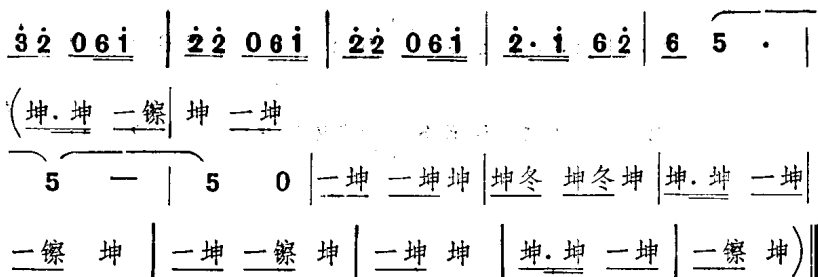 3̇2̇ 06i̇ | 2̇2̇ 06i̇ | 2̇2̇ 06i̇ | 2̇·i̇ 62̇ | 6 5 · |
(坤.坤 一镲| 坤 一坤
5 — | 5 0 |一坤 一坤坤|坤冬 坤冬坤|坤.坤 一坤|
一镲 坤 | 一坤 一镲 坤 | 一坤 坤 | 坤.坤 一坤 | 一镲 坤)‖